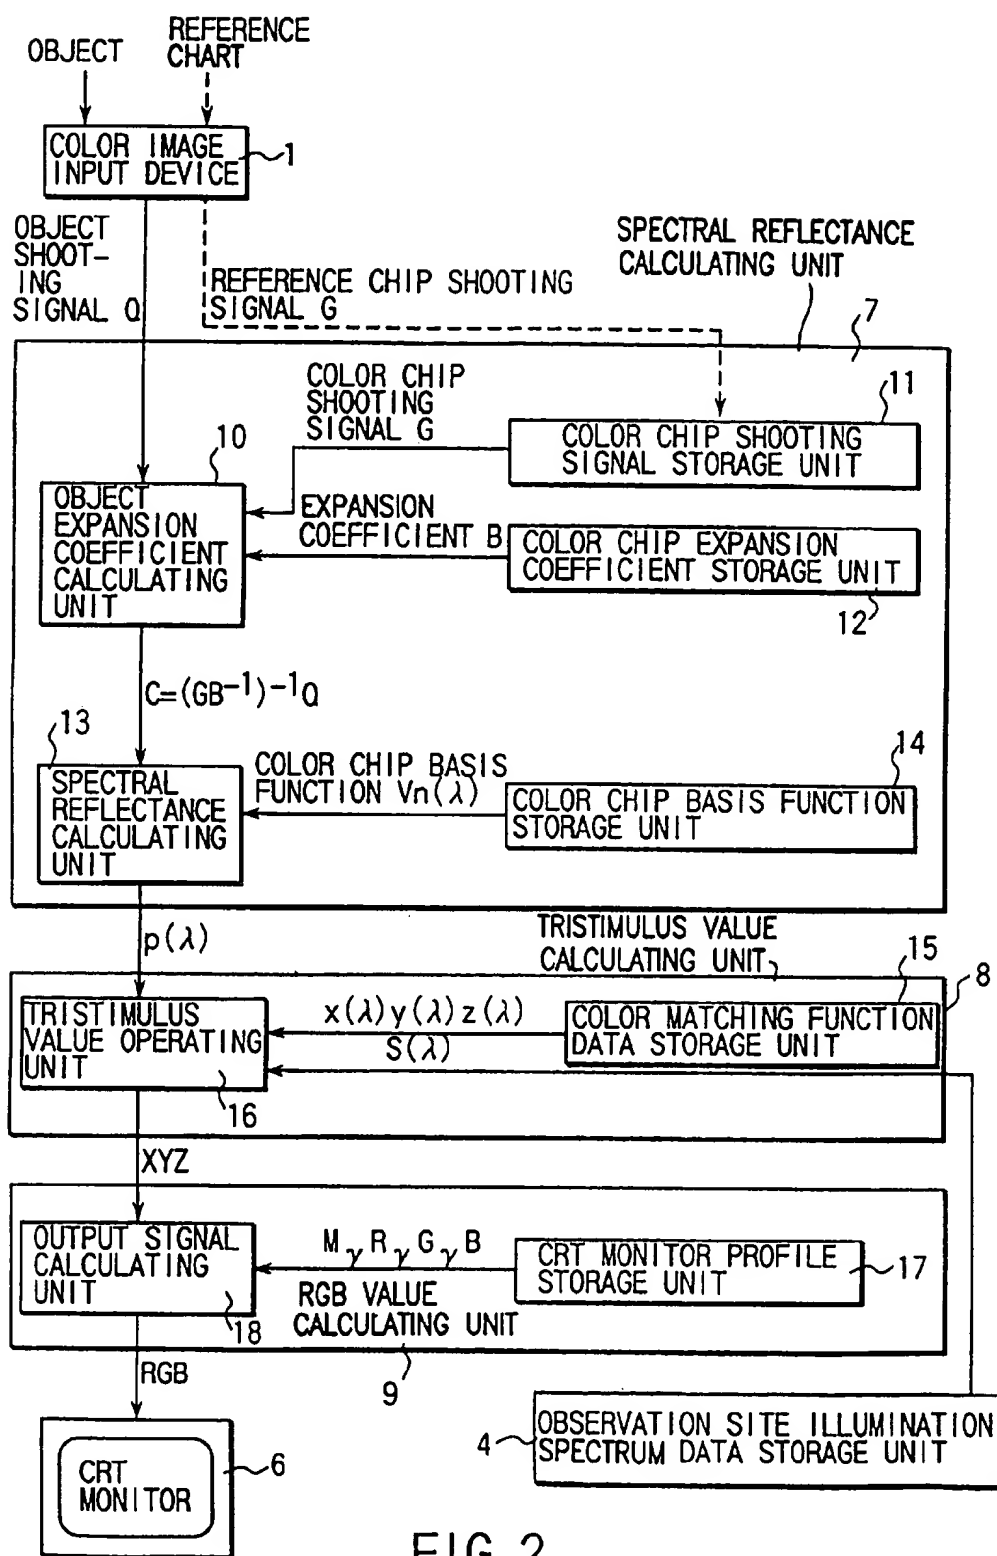 OBJECT
REFERENCE
CHART
COLOR IMAGE
INPUT DEVICE
1
OBJECT
SHOOT-
ING
SIGNAL Q
REFERENCE CHIP SHOOTING
SIGNAL G
SPECTRAL REFLECTANCE
CALCULATING UNIT
7
COLOR CHIP
SHOOTING
SIGNAL G
11
COLOR CHIP SHOOTING
SIGNAL STORAGE UNIT
10
OBJECT
EXPANSION
COEFFICIENT
CALCULATING
UNIT
EXPANSION
COEFFICIENT B
COLOR CHIP EXPANSION
COEFFICIENT STORAGE UNIT
12
C=(GB⁻¹)⁻¹Q
13
SPECTRAL
REFLECTANCE
CALCULATING
UNIT
COLOR CHIP BASIS
FUNCTION Vn(λ)
14
COLOR CHIP BASIS FUNCTION
STORAGE UNIT
p(λ)
TRISTIMULUS VALUE
CALCULATING UNIT
15
8
TRISTIMULUS
VALUE OPERATING
UNIT
16
x(λ)y(λ)z(λ)
S(λ)
COLOR MATCHING FUNCTION
DATA STORAGE UNIT
XYZ
OUTPUT SIGNAL
CALCULATING
UNIT
18
M γ R γ G γ B
RGB VALUE
CALCULATING UNIT
CRT MONITOR PROFILE
STORAGE UNIT
17
9
RGB
CRT
MONITOR
6
4
OBSERVATION SITE ILLUMINATION
SPECTRUM DATA STORAGE UNIT
FIG.2